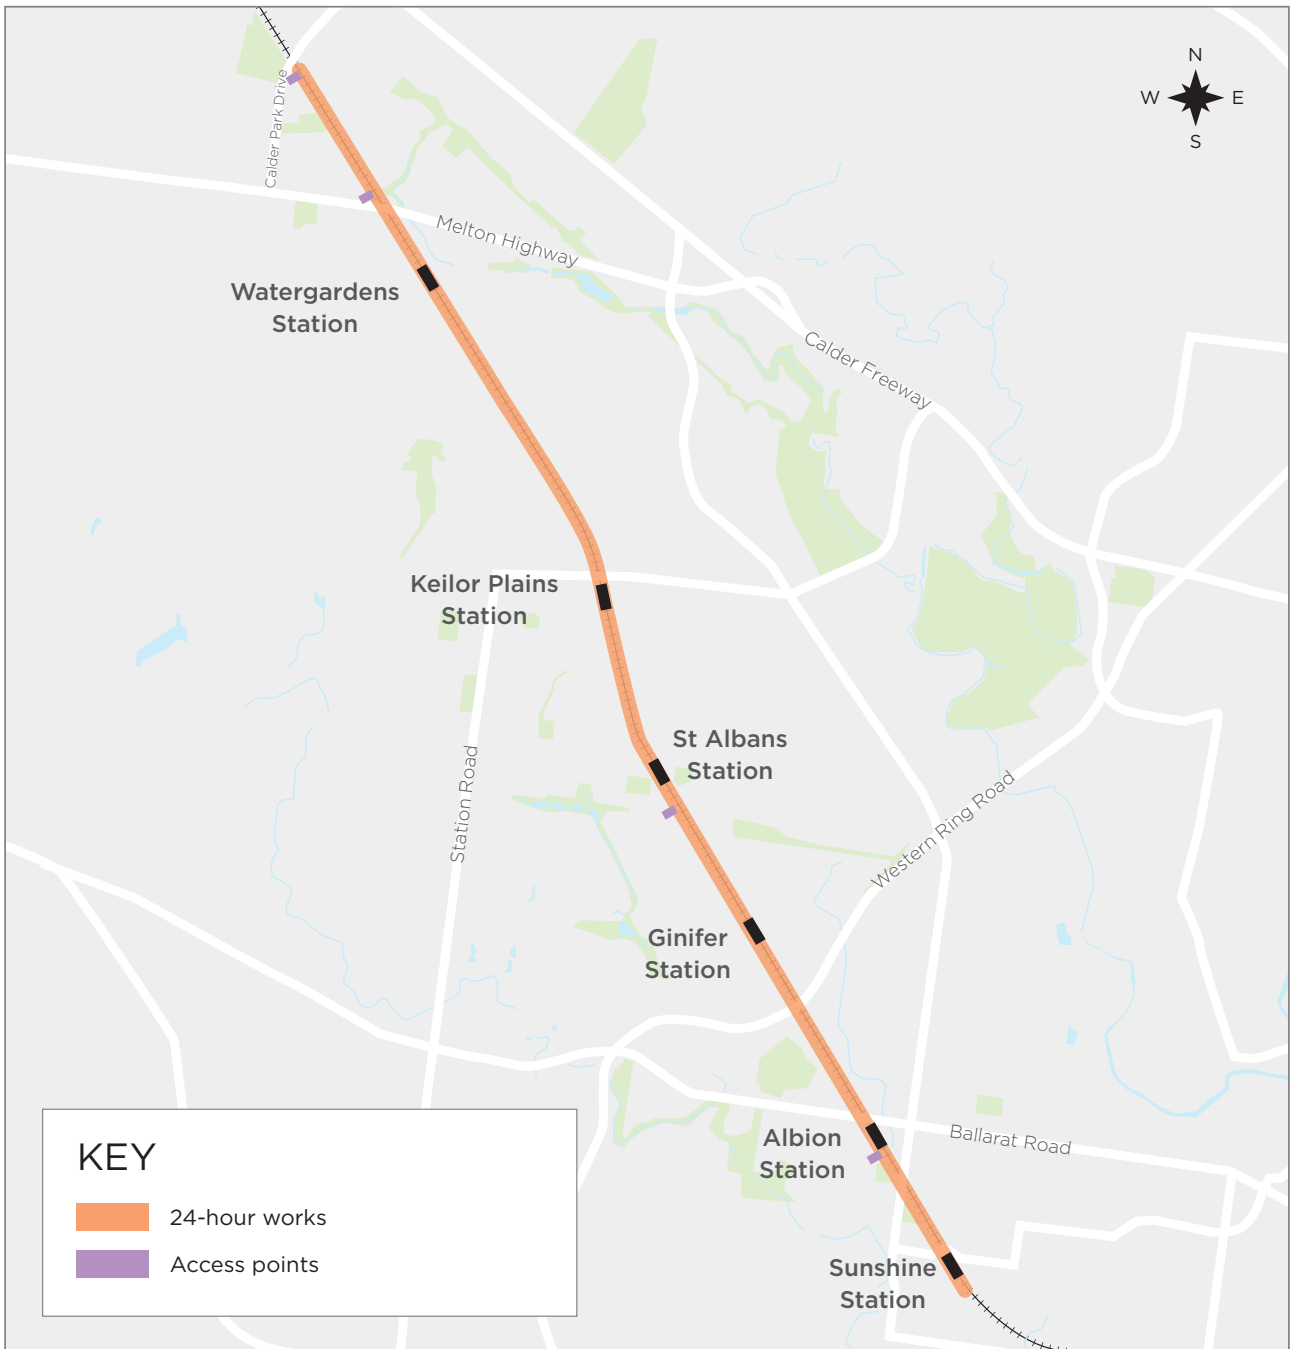 N
W E
S
Calder Park Drive
Melton Highway
Watergardens
Station
Calder Freeway
Keilor Plains
Station
St Albans
Station
Station Road
Western Ring Road
Ginifer
Station
Ballarat Road
Albion
Station
KEY
24-hour works
Access points
Sunshine
Station